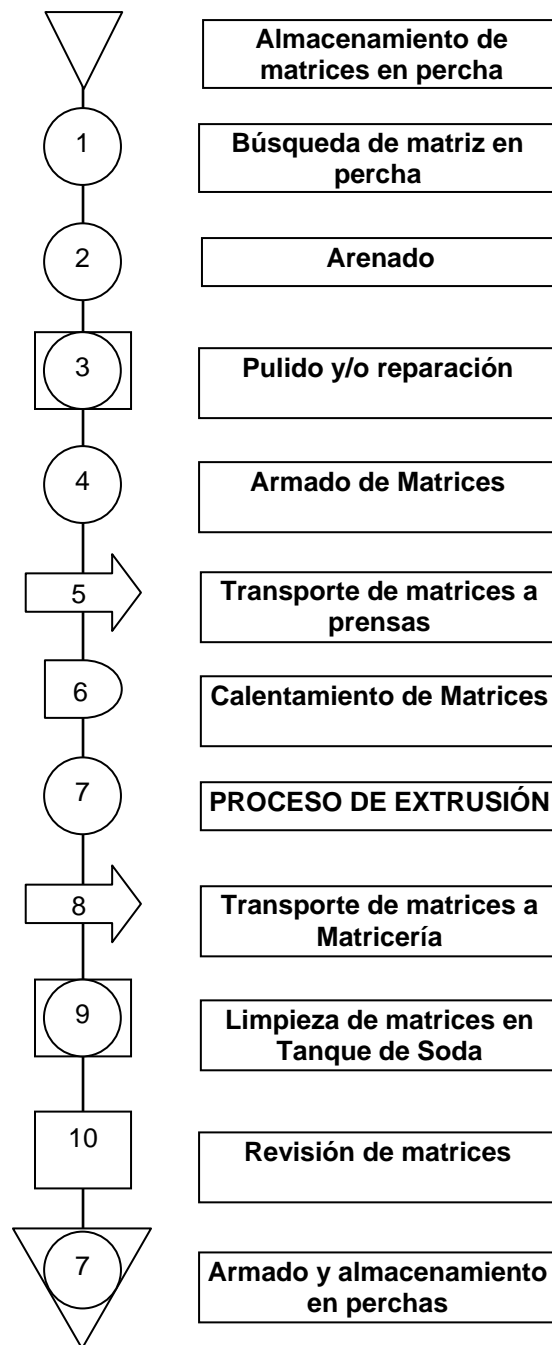 Almacenamiento de
matrices en percha
1
Búsqueda de matriz en
percha
2
Arenado
3
Pulido y/o reparación
4
Armado de Matrices
5
Transporte de matrices a
prensas
6
Calentamiento de Matrices
7
PROCESO DE EXTRUSIÓN
8
Transporte de matrices a
Matricería
9
Limpieza de matrices en
Tanque de Soda
10
Revisión de matrices
7
Armado y almacenamiento
en perchas